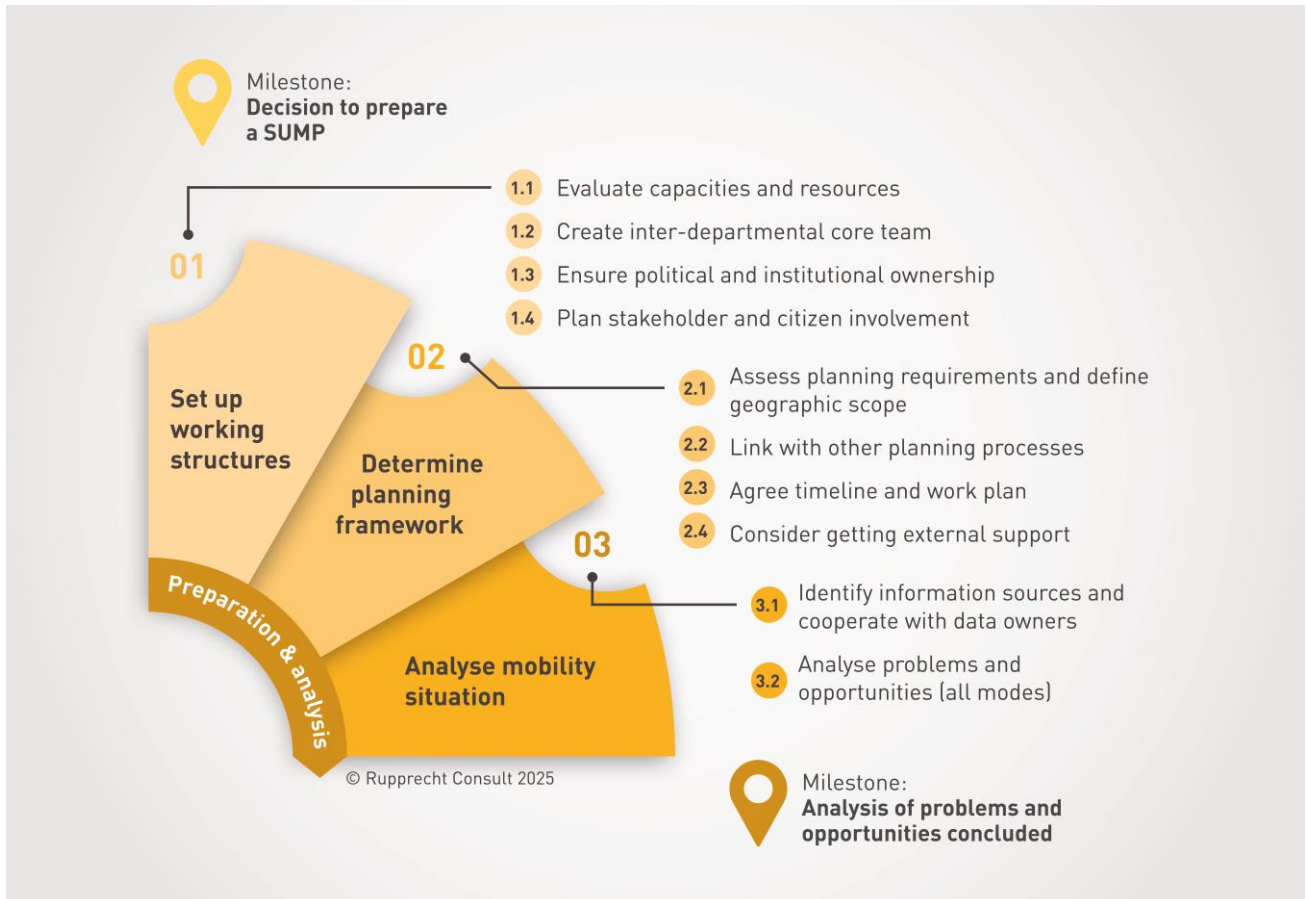 Milestone:
Decision to prepare
a SUMP
01
Set up
working
structures
1.1 Evaluate capacities and resources
1.2 Create inter-departmental core team
1.3 Ensure political and institutional ownership
1.4 Plan stakeholder and citizen involvement
02
Determine
planning
framework
2.1 Assess planning requirements and define
geographic scope
2.2 Link with other planning processes
2.3 Agree timeline and work plan
2.4 Consider getting external support
03
Analyse mobility
situation
3.1 Identify information sources and
cooperate with data owners
3.2 Analyse problems and
opportunities (all modes)
Preparation & analysis
© Rupprecht Consult 2025
Milestone:
Analysis of problems and
opportunities concluded